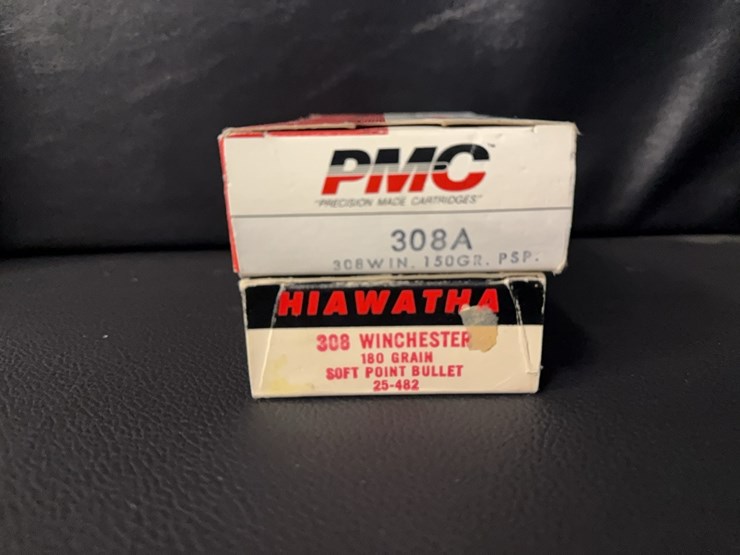 PMC
"PRECISION MADE CARTRIDGES"
308A
308WIN. 150GR. PSP.
HIAWATHA
308 WINCHESTER
180 GRAIN
SOFT POINT BULLET
25-482